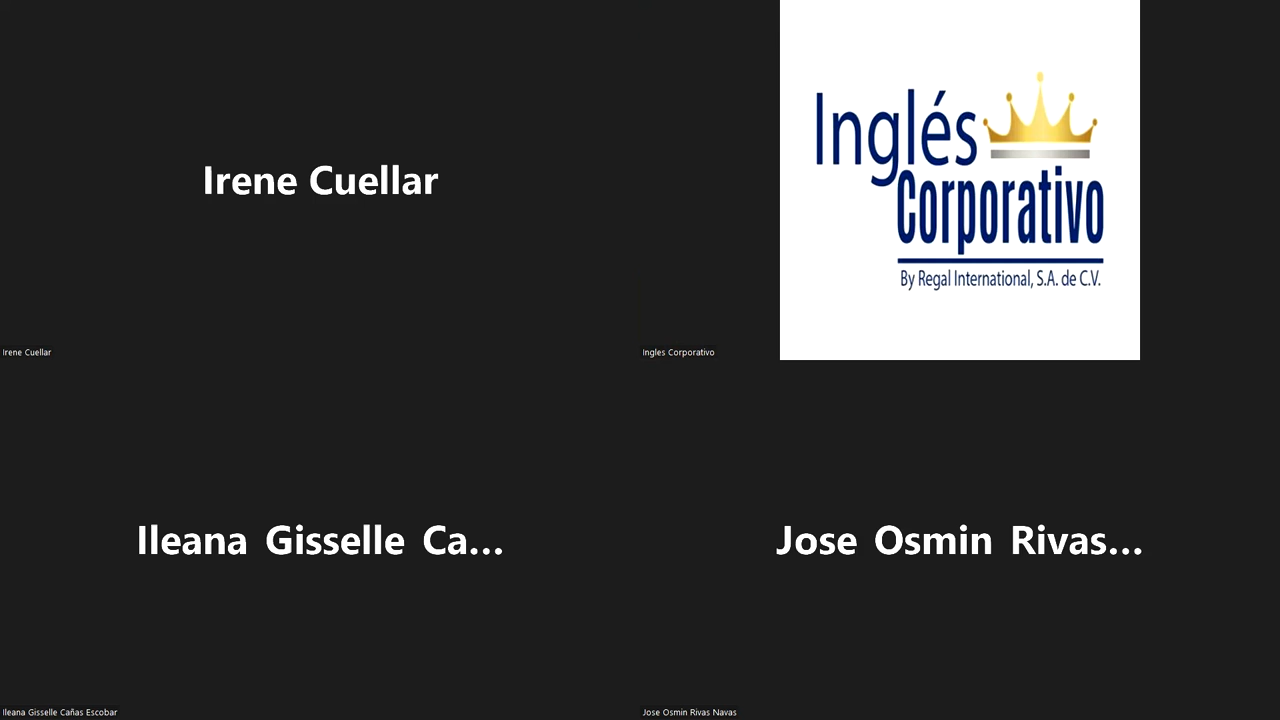 Irene Cuellar
Irene Cuellar
Inglés
Corporativo
By Regal International, S.A. de C.V.
Ingles Corporativo
Ileana Gisselle Ca...
Ileana Gisselle Cañas Escobar
Jose Osmin Rivas...
Jose Osmin Rivas Navas